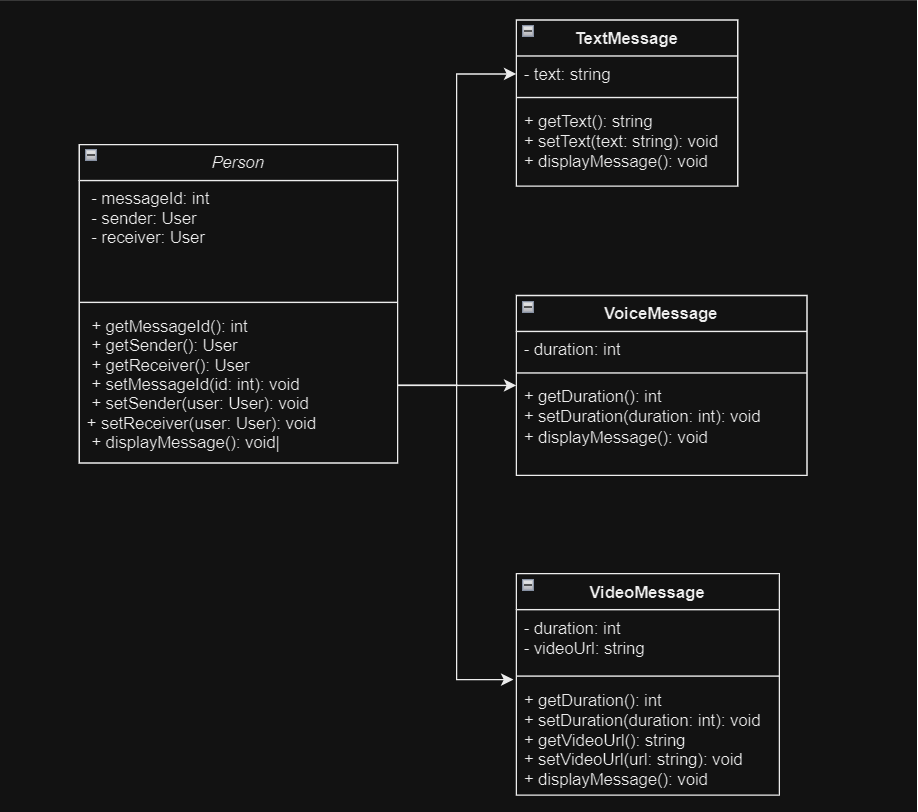 Person
- messageId: int
- sender: User
- receiver: User
+ getMessageId(): int
+ getSender(): User
+ getReceiver(): User
+ setMessageId(id: int): void
+ setSender(user: User): void
+ setReceiver(user: User): void
+ displayMessage(): void|
TextMessage
- text: string
+ getText(): string
+ setText(text: string): void
+ displayMessage(): void
VoiceMessage
- duration: int
+ getDuration(): int
+ setDuration(duration: int): void
+ displayMessage(): void
VideoMessage
- duration: int
- videoUrl: string
+ getDuration(): int
+ setDuration(duration: int): void
+ getVideoUrl(): string
+ setVideoUrl(url: string): void
+ displayMessage(): void